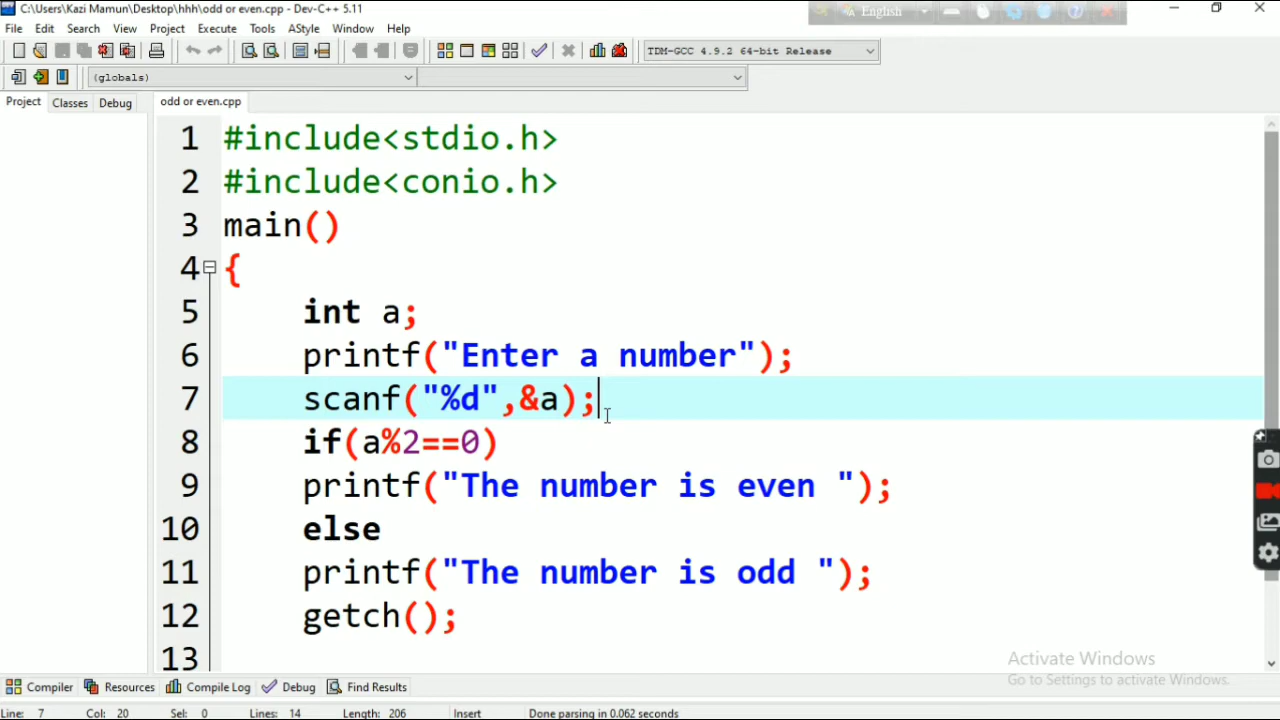 C:\Users\Kazi Mamun\Desktop\hhh\odd or even.cpp - Dev-C++ 5.11
English
File Edit Search View Project Execute Tools AStyle Window Help
TDM-GCC 4.9.2 64-bit Release
(globals)
Project Classes Debug odd or even.cpp
1 #include<stdio.h>
2 #include<conio.h>
3 main()
4 {
5 int a;
6 printf("Enter a number");
7 scanf("%d",&a);
8 if(a%2==0)
9 printf("The number is even ");
10 else
11 printf("The number is odd ");
12 getch();
13
Activate Windows
Go to Settings to activate Windows.
Compiler Resources Compile Log Debug Find Results
Line: 7 Col: 20 Sel: 0 Lines: 14 Length: 206 Insert Done parsing in 0.062 seconds